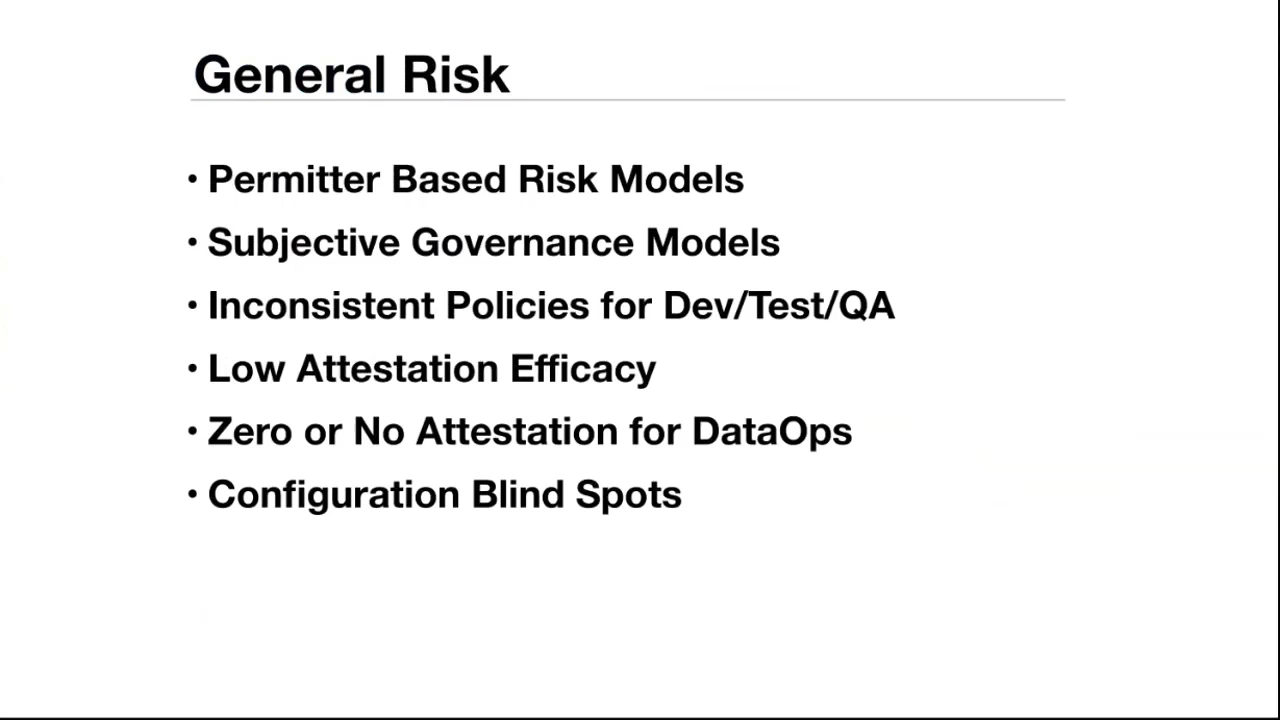 General Risk
• Permitter Based Risk Models
• Subjective Governance Models
• Inconsistent Policies for Dev/Test/QA
• Low Attestation Efficacy
• Zero or No Attestation for DataOps
• Configuration Blind Spots